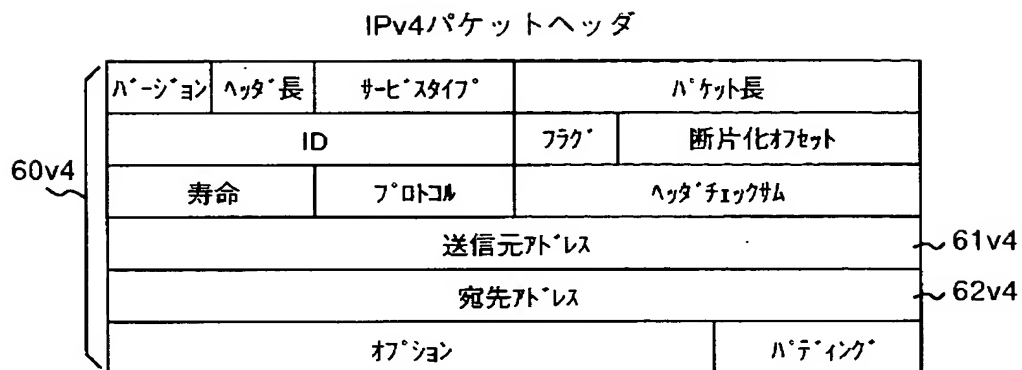 IPv4パケットヘッダ
ﾊﾞｰｼﾞｮﾝ ﾍｯﾀﾞ長 ｻｰﾋﾞｽﾀｲﾌﾟ ﾊﾟｹｯﾄ長
ID ﾌﾗｸﾞ 断片化ｵﾌｾｯﾄ
60v4
寿命 ﾌﾟﾛﾄｺﾙ ﾍｯﾀﾞﾁｪｯｸｻﾑ
送信元ｱﾄﾞﾚｽ 61v4
宛先ｱﾄﾞﾚｽ 62v4
ｵﾌﾟｼｮﾝ ﾊﾟﾃﾞｨﾝｸﾞ